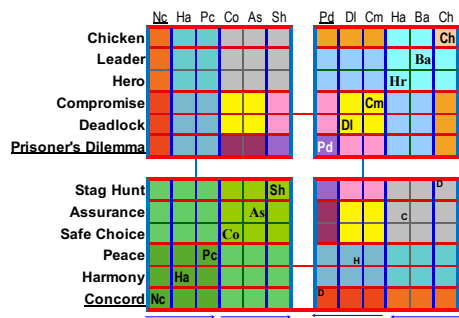 Nc Ha Pc Co As Sh Pd Dl Cm Ha Ba Ch
Chicken Ch
Leader Ba
Hero Hr
Compromise Cm
Deadlock Dl
Prisoner's Dilemma Pd
Stag Hunt Sh D
Assurance As C
Safe Choice Co
Peace Pc H
Harmony Ha
Concord Nc D